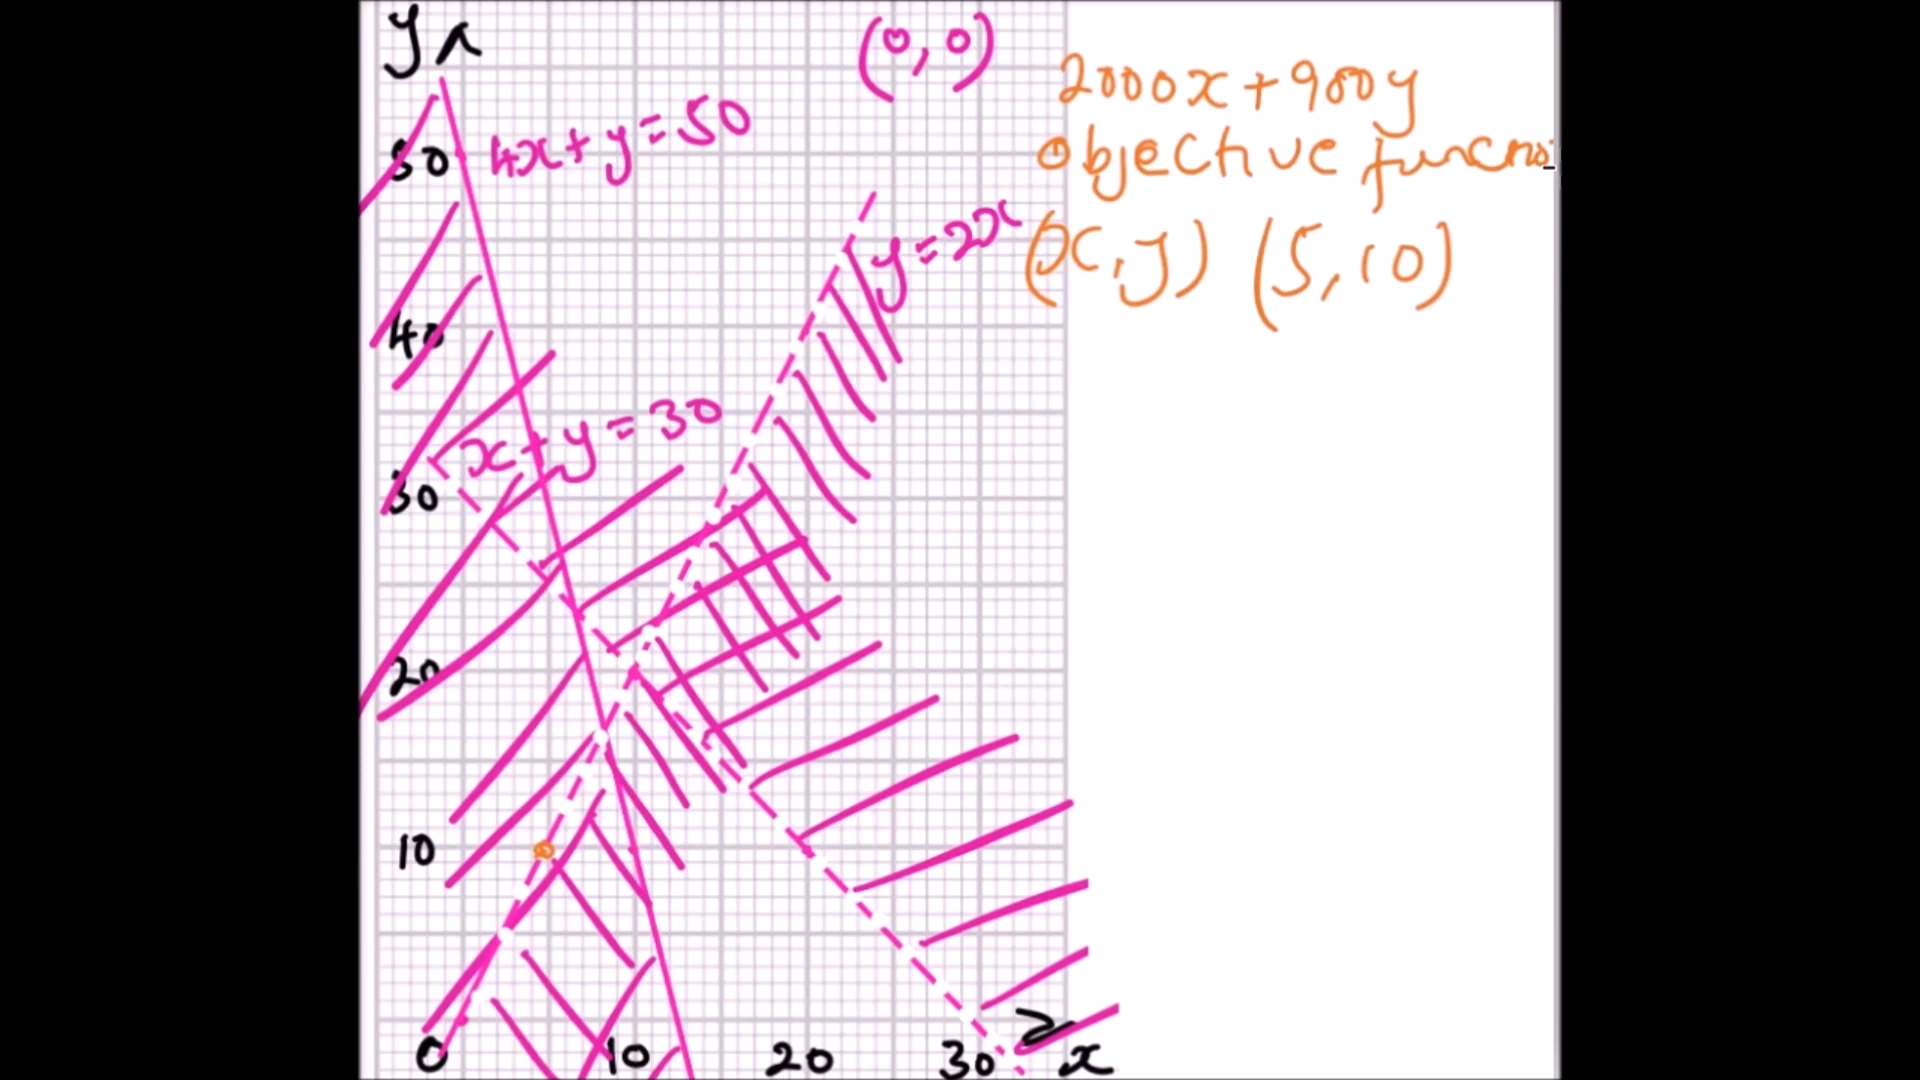 y
(0,0)
2000x+900y
4x+y=50
50
objective
y=2x
(x,y) (5,10)
40
x+y=30
30
20
10
0 10 20 30 x